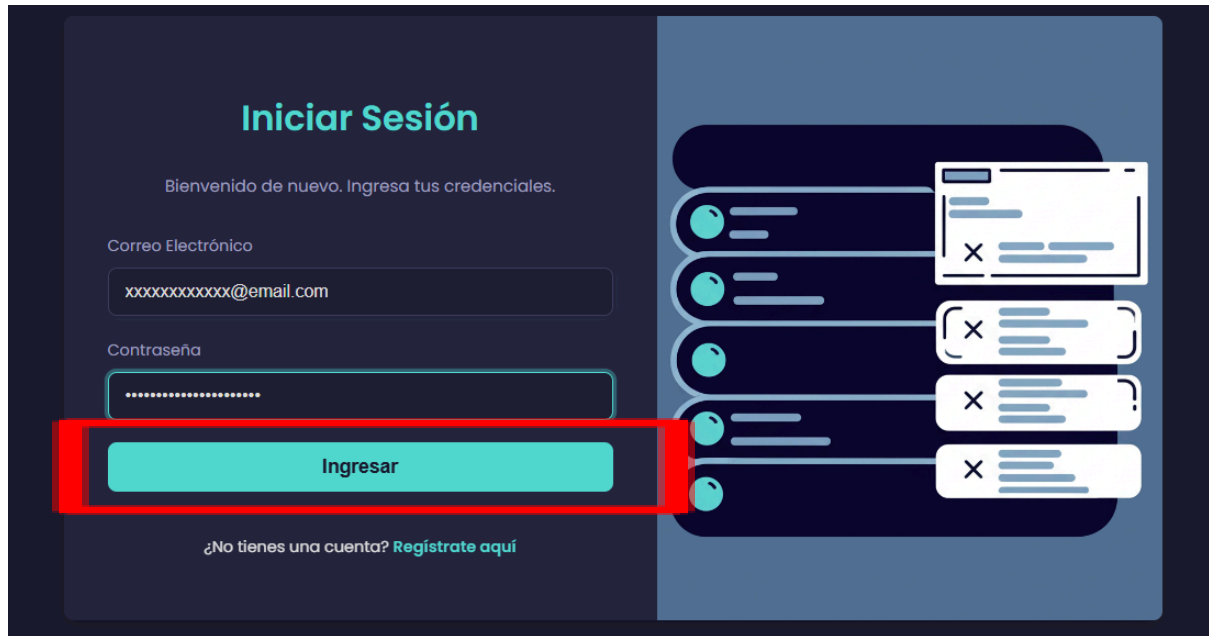 Iniciar Sesión
Bienvenido de nuevo. Ingresa tus credenciales.
Correo Electrónico
xxxxxxxxxxxx@email.com
Contraseña
••••••••••••••••••••••
Ingresar
¿No tienes una cuenta? Regístrate aquí